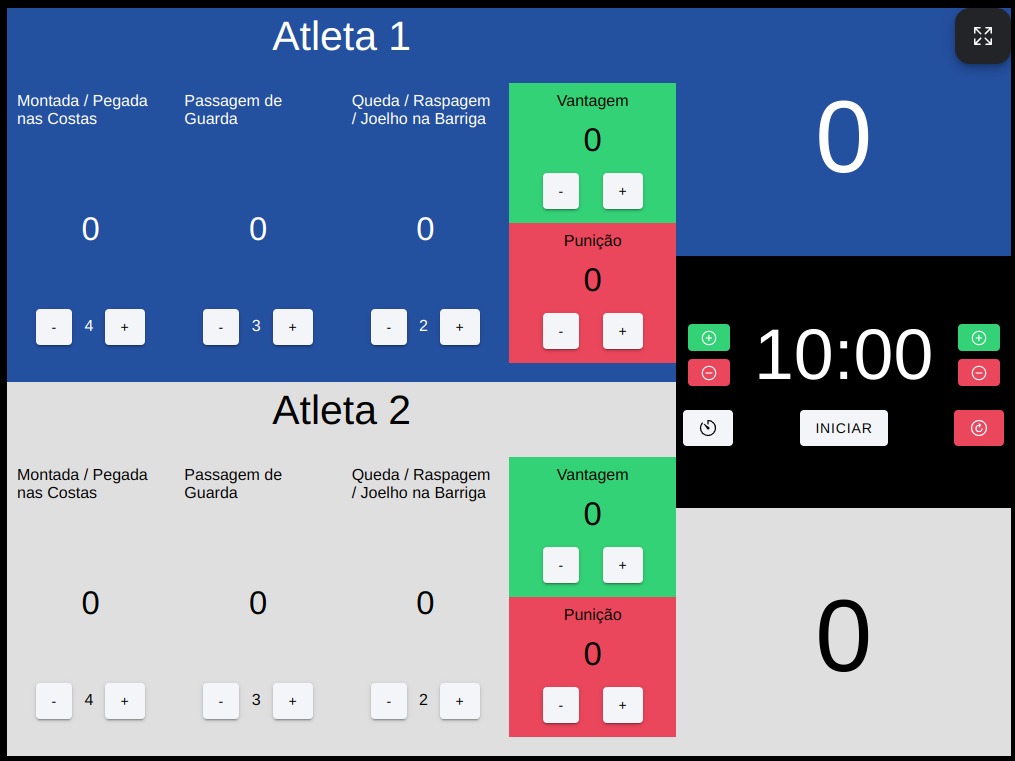 Atleta 1
Montada / Pegada
nas Costas
0
- 4 +
Passagem de
Guarda
0
- 3 +
Queda / Raspagem
/ Joelho na Barriga
0
- 2 +
Vantagem
0
- +
Punição
0
- +
0
10:00
INICIAR
Atleta 2
Montada / Pegada
nas Costas
0
- 4 +
Passagem de
Guarda
0
- 3 +
Queda / Raspagem
/ Joelho na Barriga
0
- 2 +
Vantagem
0
- +
Punição
0
- +
0